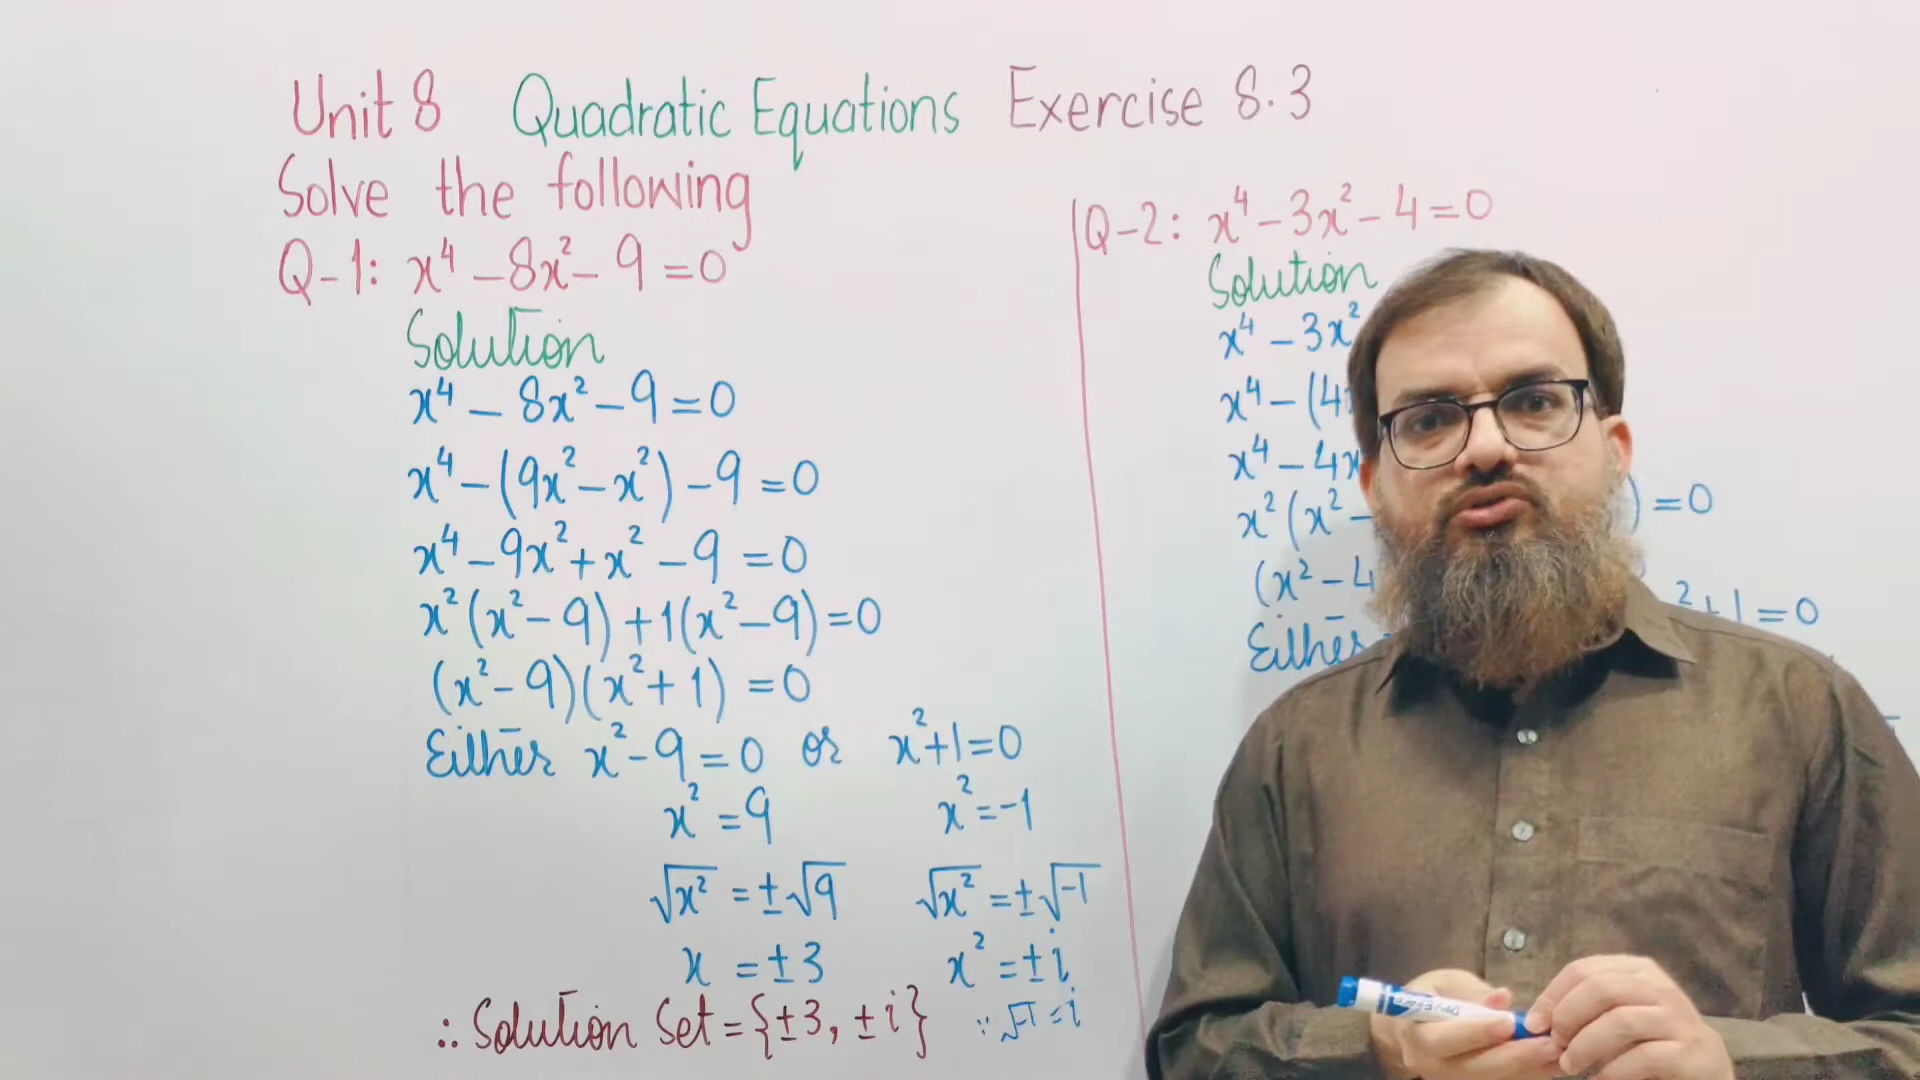 Unit 8 Quadratic Equations Exercise 8.3
Solve the following
Q-1: x⁴ - 8x² - 9 = 0
Solution
x⁴ - 8x² - 9 = 0
x⁴ - (9x² - x²) - 9 = 0
x⁴ - 9x² + x² - 9 = 0
x²(x² - 9) + 1(x² - 9) = 0
(x² - 9)(x² + 1) = 0
Either x² - 9 = 0 or x² + 1 = 0
x² = 9 x² = -1
√x² = ±√9 √x² = ±√-1
x = ±3 x² = ±i
∴ Solution Set = {±3, ±i} ∵ √-1 = i
Q-2: x⁴ - 3x² - 4 = 0
Solution
x⁴ - 3x²
x⁴ - (4x
x⁴ - 4x
x²(x² - ) = 0
(x² - 4
Either ² + 1 = 0